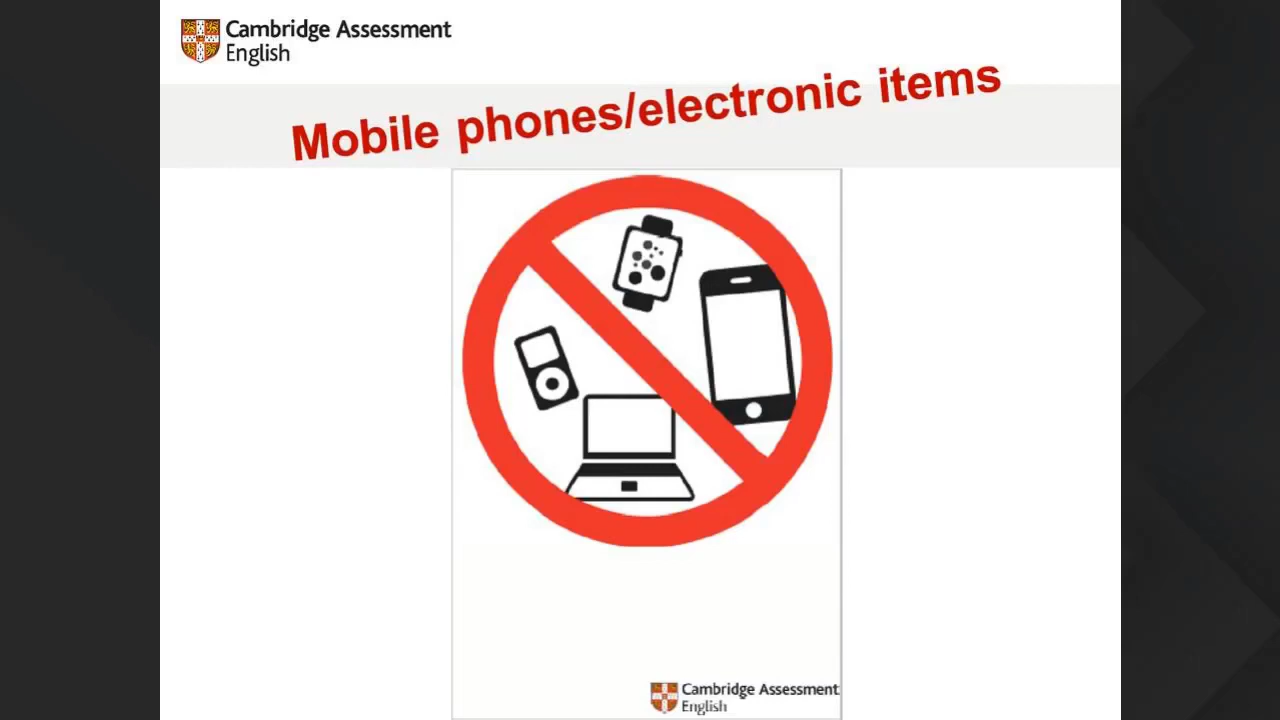 Cambridge Assessment
English
Mobile phones/electronic items
Cambridge Assessment
English